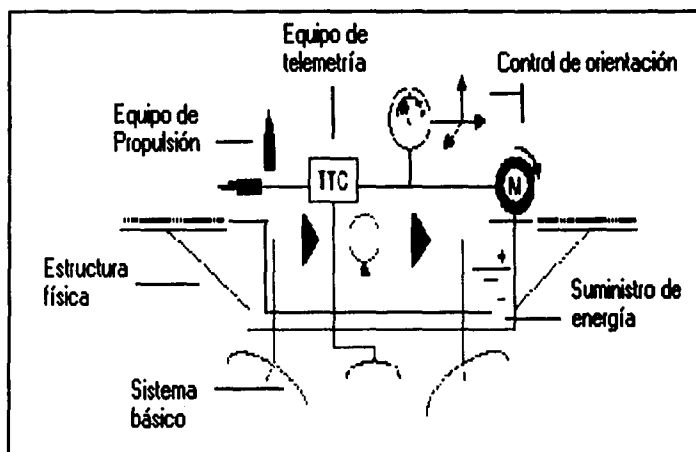 Equipo de
telemetría
Control de orientación
Equipo de
Propulsión
TTC
M
Estructura
física
+
-
Suministro de
energía
Sistema
básico